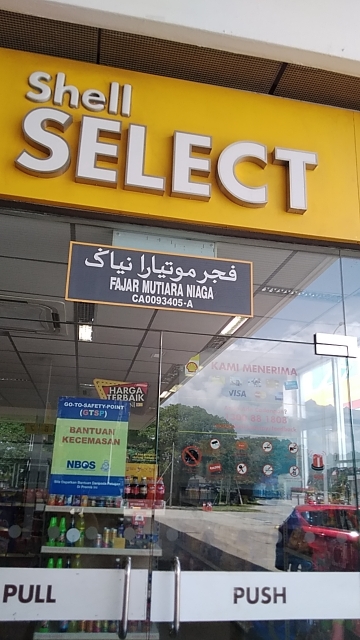 Shell
SELECT
فجر موتيارا نياݢ
FAJAR MUTIARA NIAGA
CA0093405-A
KAMI MENERIMA
VISA
HARGA
TERBAIK
GO-TO-SAFETY-POINT
(GTSP)
BANTUAN
KECEMASAN
NBOS
PULL
PUSH